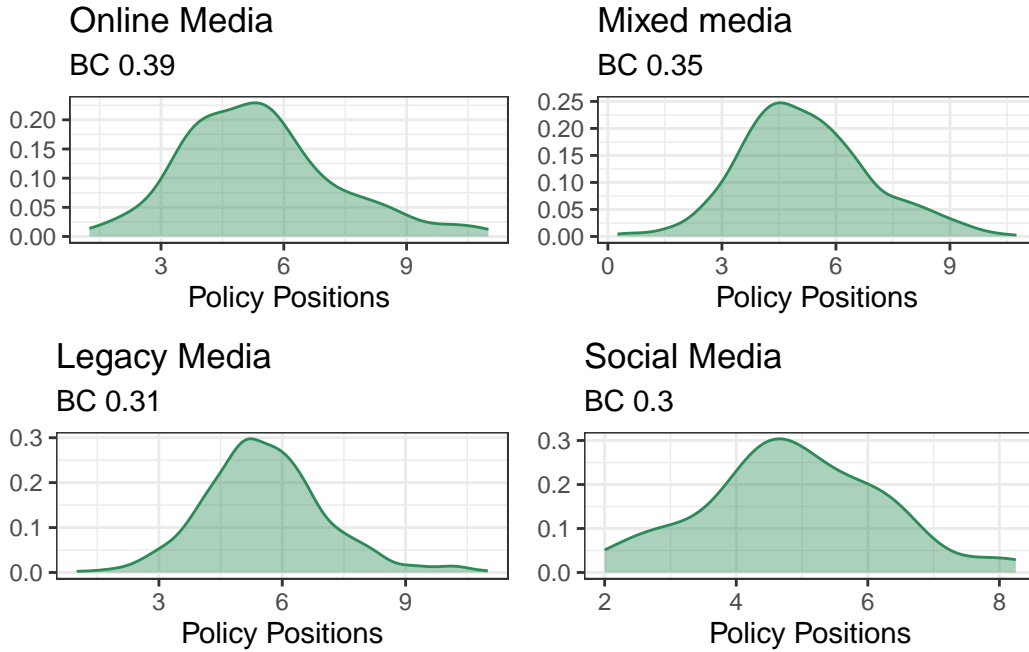 Online Media
BC 0.39
0.20
0.15
0.10
0.05
0.00
3 6 9
Policy Positions
Mixed media
BC 0.35
0.25
0.20
0.15
0.10
0.05
0.00
0 3 6 9
Policy Positions
Legacy Media
BC 0.31
0.3
0.2
0.1
0.0
3 6 9
Policy Positions
Social Media
BC 0.3
0.3
0.2
0.1
0.0
2 4 6 8
Policy Positions